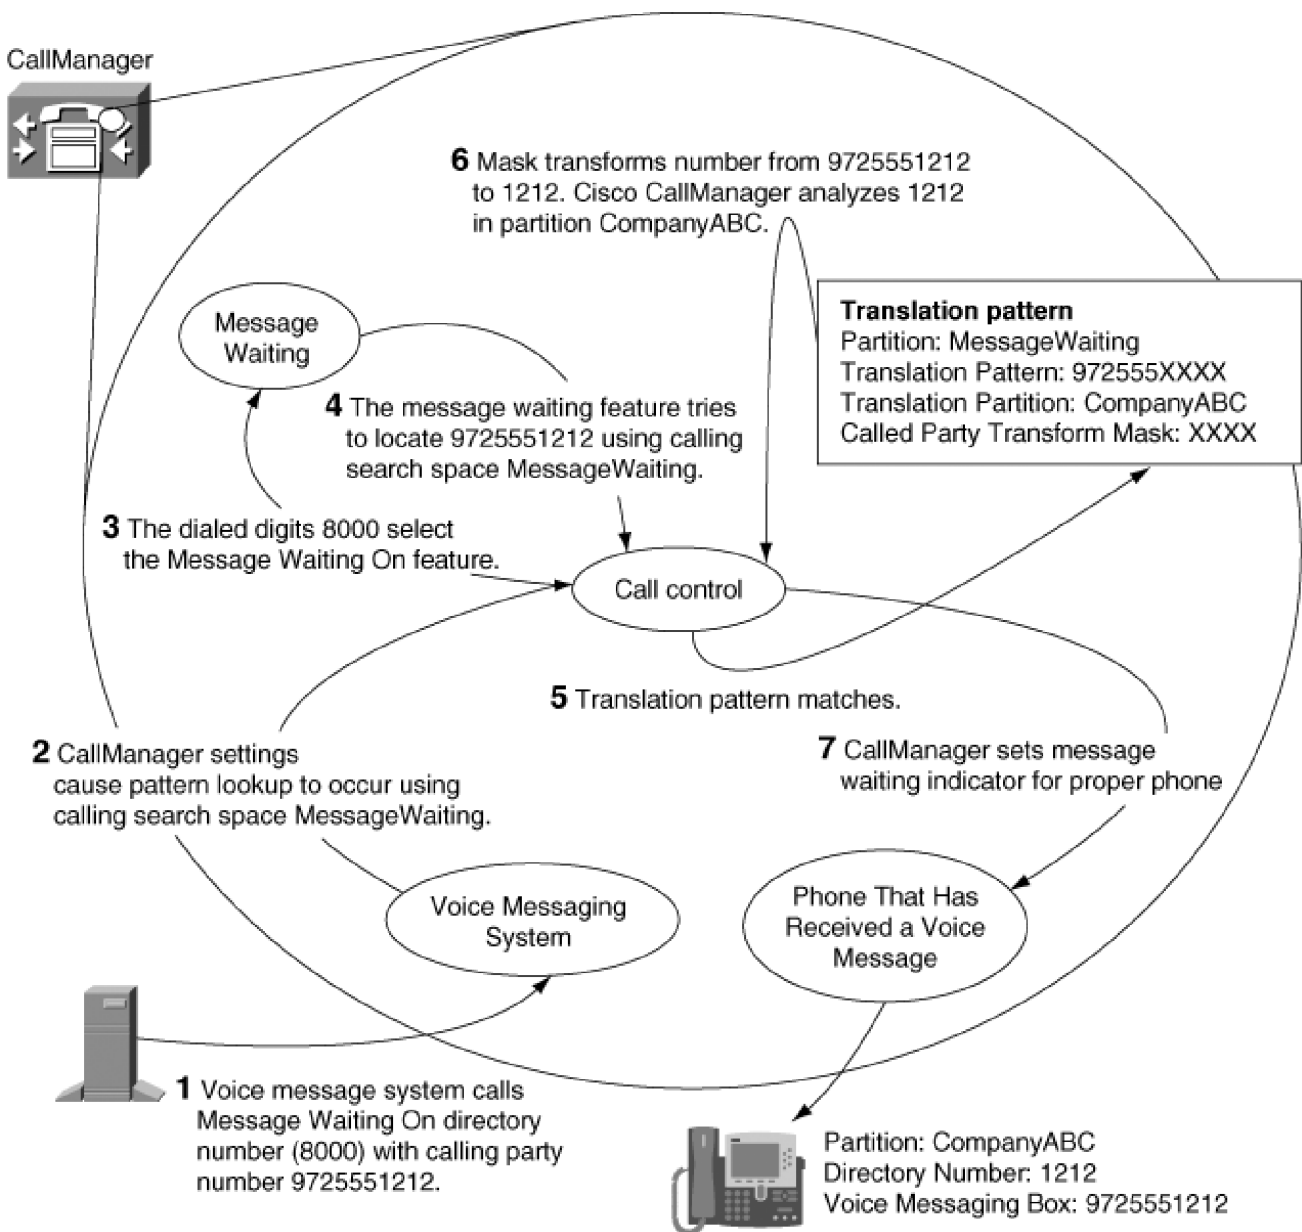 CallManager
6 Mask transforms number from 9725551212
to 1212. Cisco CallManager analyzes 1212
in partition CompanyABC.
Translation pattern
Partition: MessageWaiting
Translation Pattern: 972555XXXX
Translation Partition: CompanyABC
Called Party Transform Mask: XXXX
Message
Waiting
4 The message waiting feature tries
to locate 9725551212 using calling
search space MessageWaiting.
3 The dialed digits 8000 select
the Message Waiting On feature.
Call control
5 Translation pattern matches.
2 CallManager settings
cause pattern lookup to occur using
calling search space MessageWaiting.
7 CallManager sets message
waiting indicator for proper phone
Voice Messaging
System
Phone That Has
Received a Voice
Message
1 Voice message system calls
Message Waiting On directory
number (8000) with calling party
number 9725551212.
Partition: CompanyABC
Directory Number: 1212
Voice Messaging Box: 9725551212